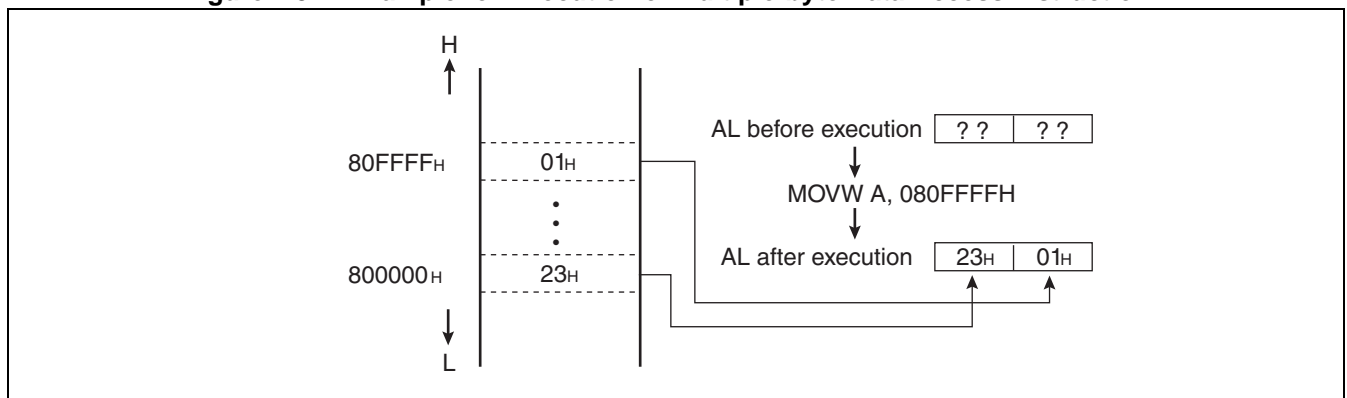 H
AL before execution ? ? ? ?
80FFFFH 01H
MOVW A, 080FFFFH
AL after execution 23H 01H
800000H 23H
L